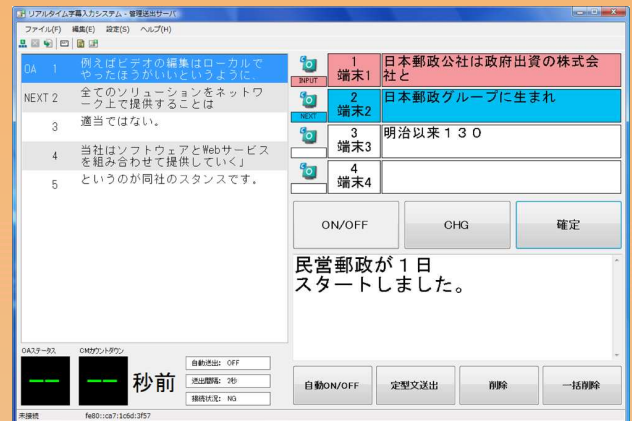 リアルタイム字幕入力システム - 管理送出サーバ
ファイル(F) 編集(E) 設定(S) ヘルプ(H)
OA 1
例えばビデオの編集はローカルで
やったほうがいいというように、
NEXT 2
全てのソリューションをネットワ
ーク上で提供することは
3
適当ではない。
4
当社はソフトウェアとWebサービス
を組み合わせて提供していく」
5
というのが同社のスタンスです。
INPUT
1
端末1
日本郵政公社は政府出資の株式会
社と
NEXT
2
端末2
日本郵政グループに生まれ
3
端末3
明治以来130
4
端末4
ON/OFF
CHG
確定
民営郵政が1日
スタートしました。
OAステータス
CMカウントダウン
--
--
秒前
自動送出: OFF
送出間隔: 2秒
接続状況: NG
自動ON/OFF
定型文送出
削除
一括削除
未接続
fe80::ca7:1c6d:3f57